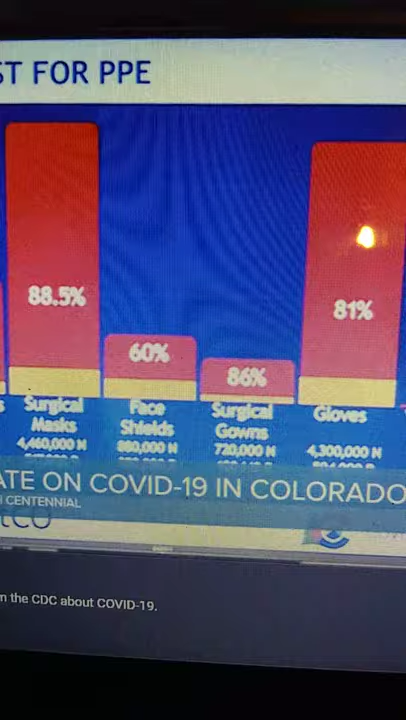 ST FOR PPE
88.5%
60%
86%
81%
Surgical
Masks
4,460,000 N
Face
Shields
880,000 N
Surgical
Gowns
720,000 N
Gloves
4,300,000 N
ATE ON COVID-19 IN COLORADO
CENTENNIAL
m the CDC about COVID-19.